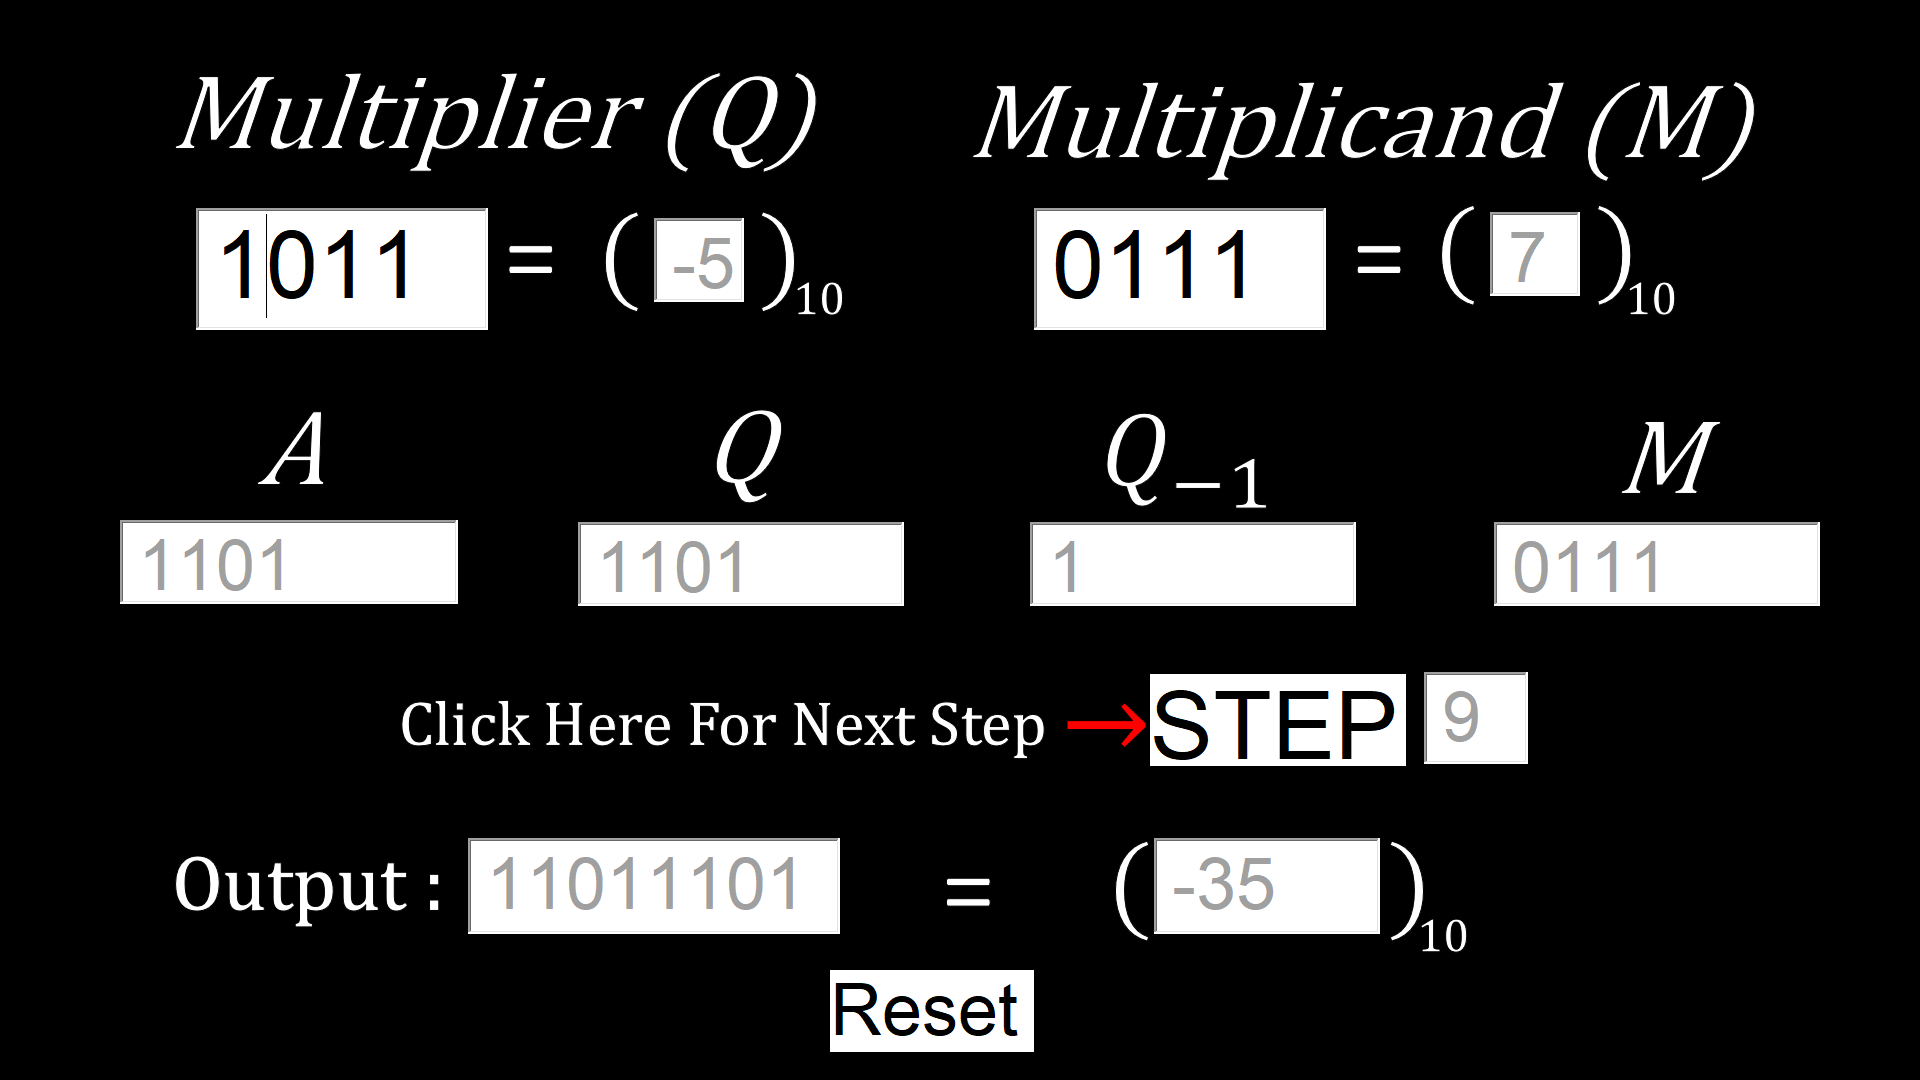 Multiplier (Q) Multiplicand (M)
1011 = ( -5 )10 0111 = ( 7 )10
A Q Q−1 M
1101 1101 1 0111
Click Here For Next Step → STEP 9
Output : 11011101 = ( -35 )10
Reset